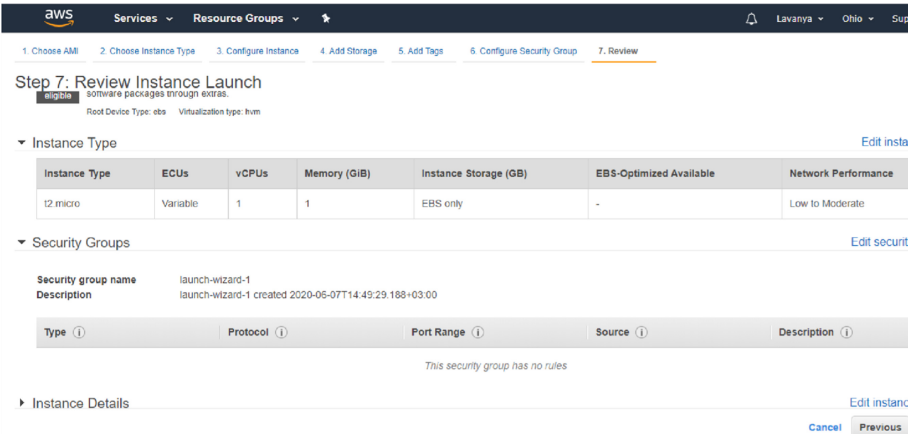 aws Services Resource Groups Lavanya Ohio Sup
1. Choose AMI 2. Choose Instance Type 3. Configure Instance 4. Add Storage 5. Add Tags 6. Configure Security Group 7. Review
Step 7: Review Instance Launch
eligible software packages through extras.
Root Device Type: ebs Virtualization type: hvm
Instance Type Edit insta
Instance Type ECUs vCPUs Memory (GiB) Instance Storage (GB) EBS-Optimized Available Network Performance
t2.micro Variable 1 1 EBS only - Low to Moderate
Security Groups Edit securit
Security group name launch-wizard-1
Description launch-wizard-1 created 2020-06-07T14:49:29.188+03:00
Type i Protocol i Port Range i Source i Description i
This security group has no rules
Instance Details Edit instanc
Cancel Previous